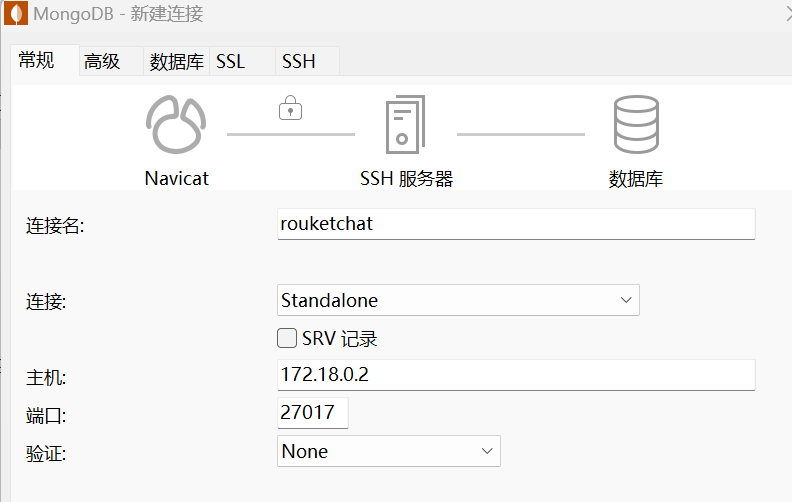 MongoDB - 新建连接
常规 高级 数据库 SSL SSH
Navicat SSH 服务器 数据库
连接名: rouketchat
连接: Standalone
SRV 记录
主机: 172.18.0.2
端口: 27017
验证: None